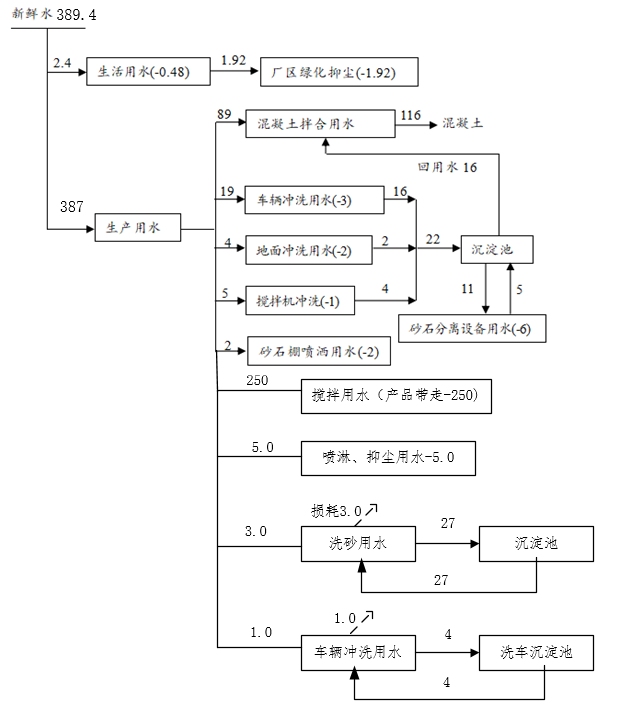 新鲜水 389.4
2.4
生活用水(-0.48)
1.92
厂区绿化抑尘(-1.92)
89
混凝土拌合用水
116
混凝土
回用水 16
387
生产用水
19
车辆冲洗用水(-3)
16
4
地面冲洗用水(-2)
2
22
沉淀池
5
搅拌机冲洗(-1)
4
11
5
砂石分离设备用水(-6)
2
砂石棚喷洒用水(-2)
250
搅拌用水（产品带走-250)
5.0
喷淋、抑尘用水-5.0
损耗3.0
3.0
洗砂用水
27
沉淀池
27
1.0
1.0
车辆冲洗用水
4
洗车沉淀池
4